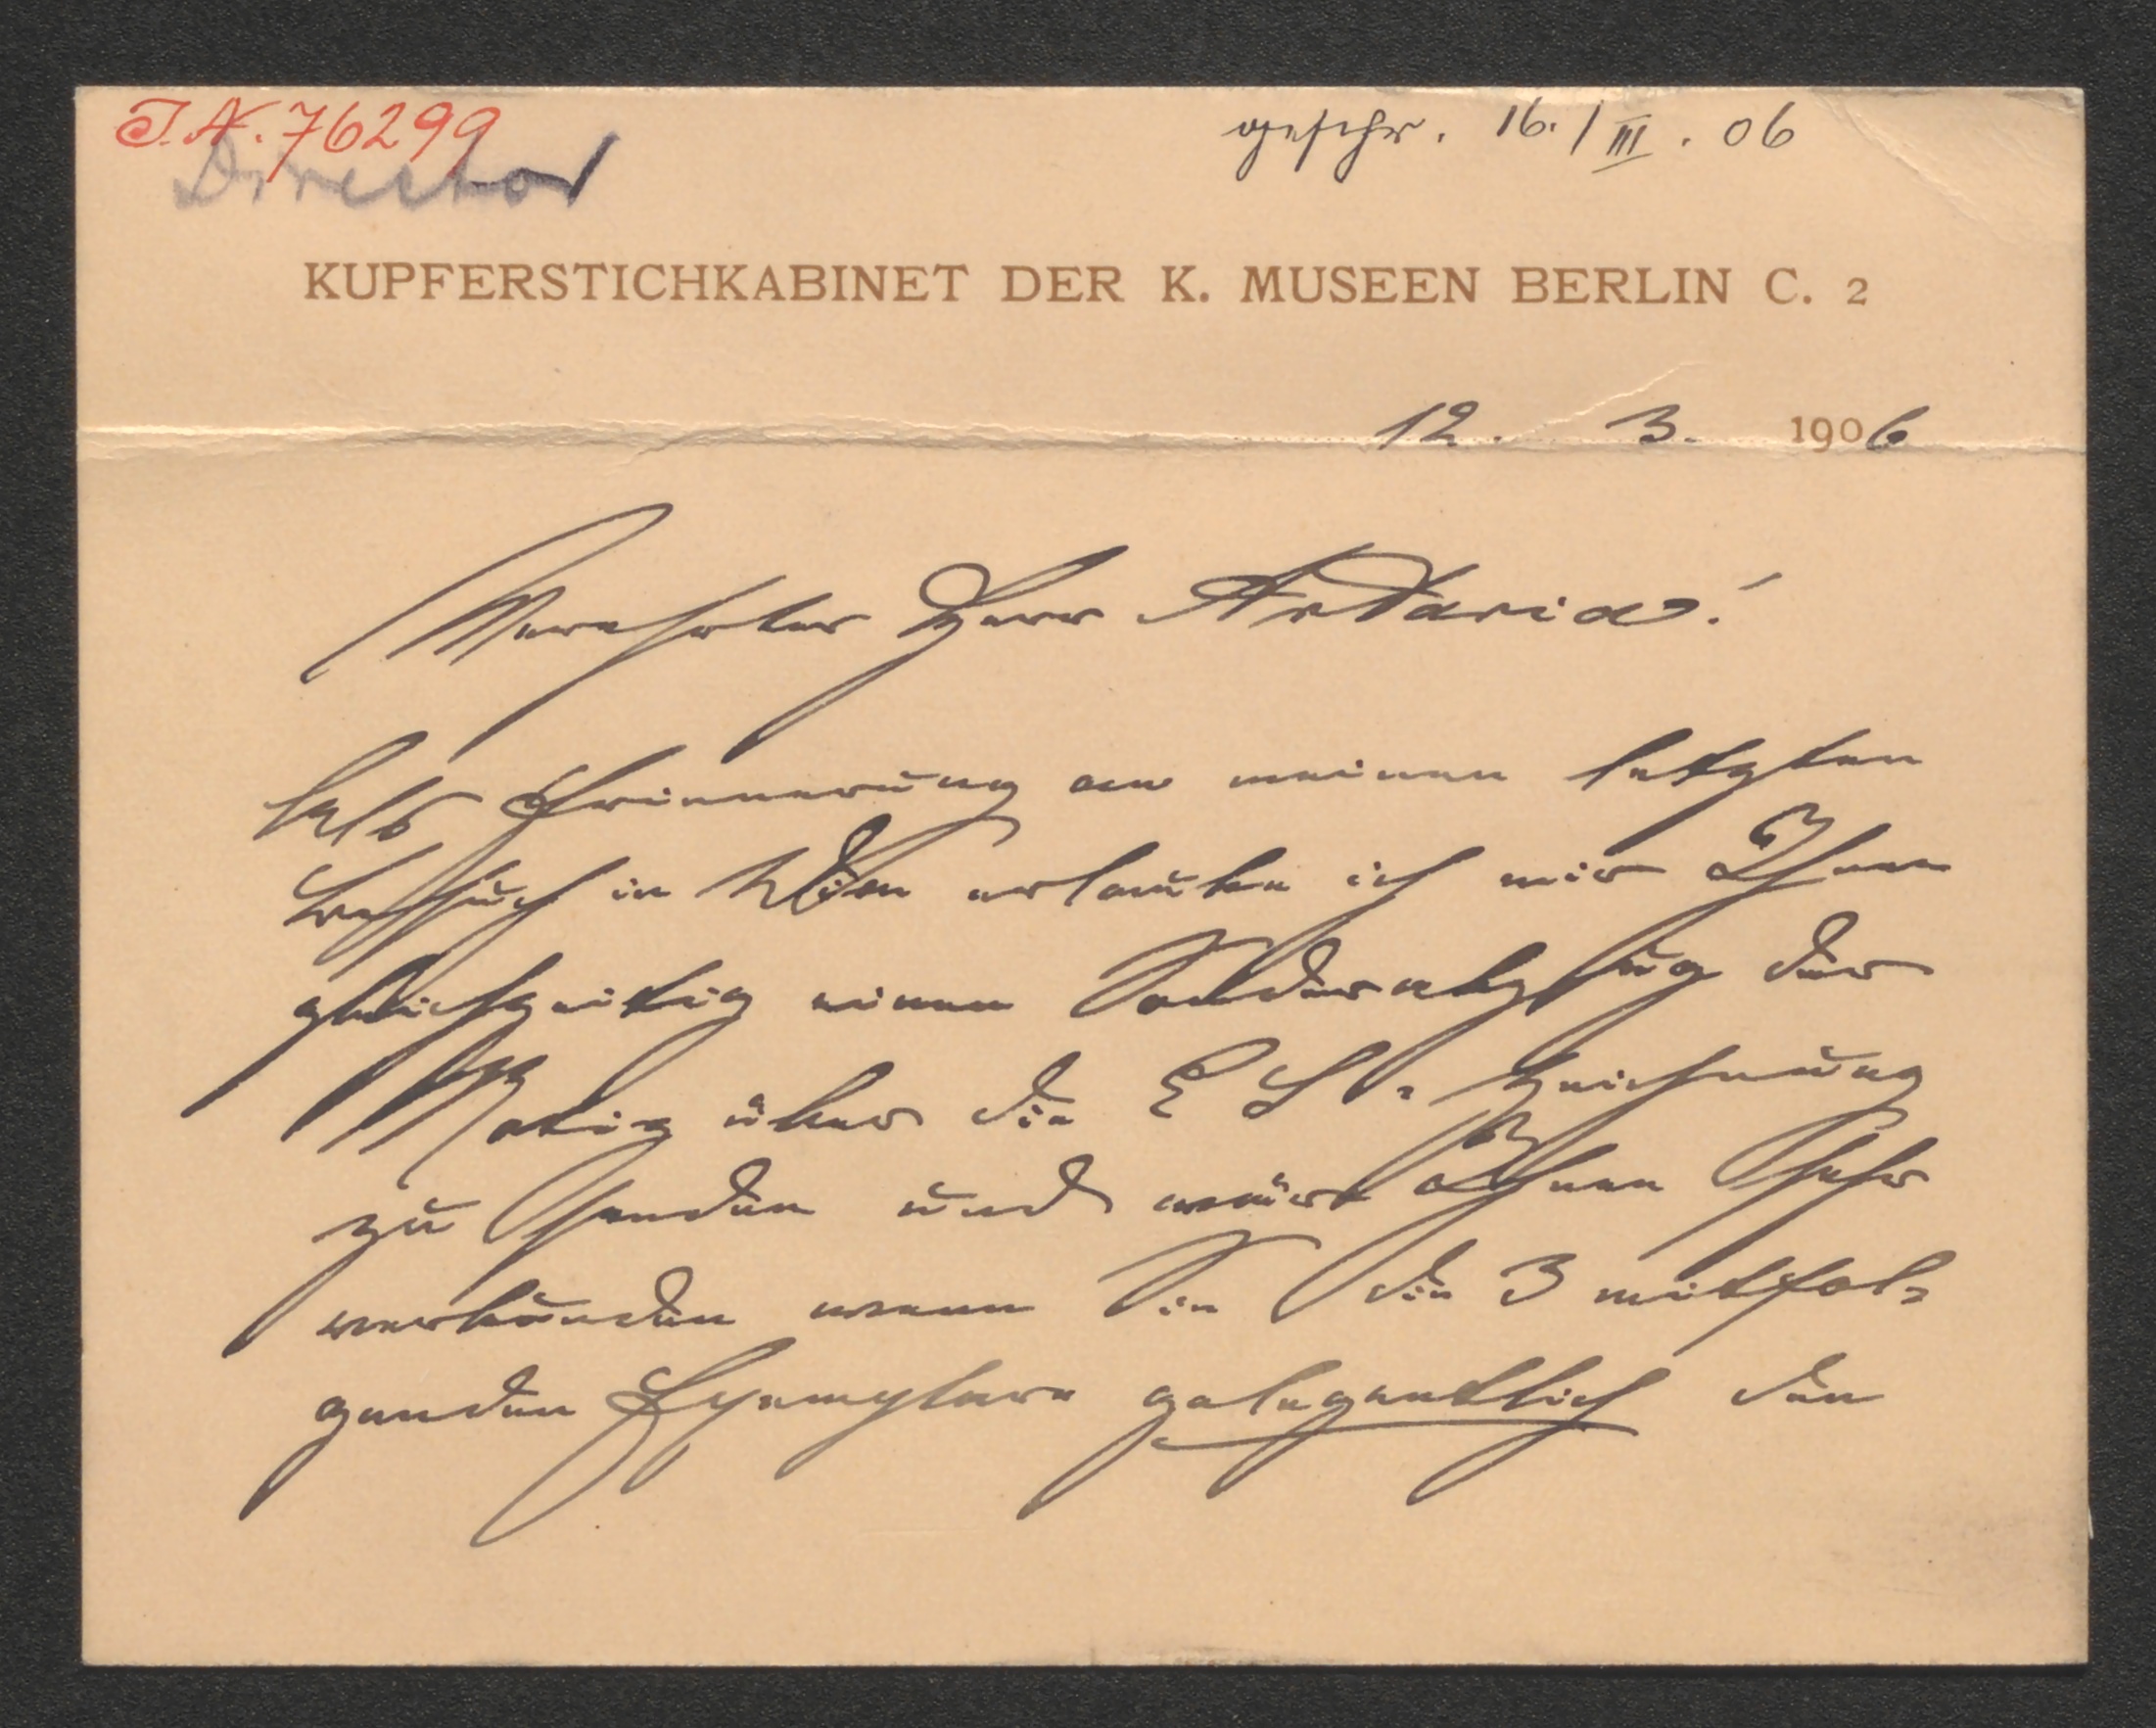 I.N. 76299
Director
geschr. 16./III. 06
KUPFERSTICHKABINET DER K. MUSEEN BERLIN C. 2
12. 3. 1906
Verehrter Herr Artaria!
Als Erinnerung an meinen letzten
Besuch in Wien erlaube ich mir Ihnen
gleichzeitig einen Sonderabzug der
Notiz über die E S - Zeichnung
zu senden und wäre Ihnen sehr
verbunden wenn Sie die 3 mitfol-
genden Exemplare gelegentlich den